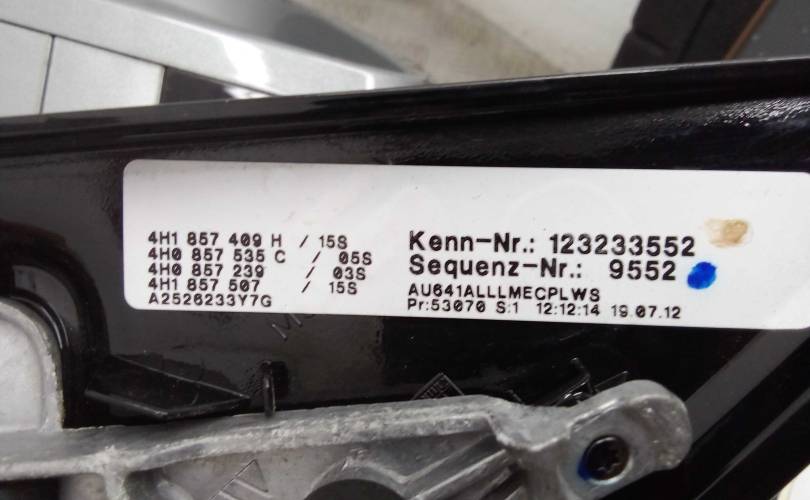 4H1 857 409 H / 15S
4H0 857 535 C / 05S
4H0 857 239 / 03S
4H1 857 507 / 15S
A2526233Y7G
Kenn-Nr.: 123233552
Sequenz-Nr.: 9552
AU641ALLLMECPLWS
Pr:53070 S:1 12:12:14 19.07.12